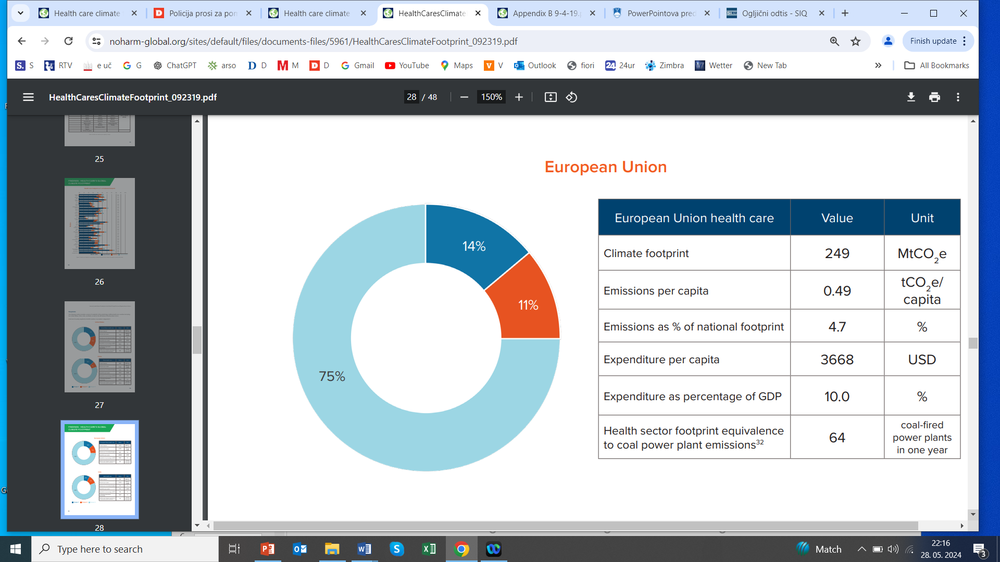 Health care climate
Policija prosi za pon
Health care climate
HealthCaresClimate
Appendix B 9-4-19.p
PowerPointova pred
Ogljični odtis - SIQ
noharm-global.org/sites/default/files/documents-files/5961/HealthCaresClimateFootprint_092319.pdf
Finish update
S. S
RTV
e uč
G
ChatGPT
arso
D D
M M
D D
Gmail
YouTube
Maps
V V
Outlook
fiori
24 24ur
Zimbra
Wetter
New Tab
All Bookmarks
HealthCaresClimateFootprint_092319.pdf
28 / 48
150%
25
26
27
28
European Union
14%
11%
75%
European Union health care Value Unit
Climate footprint 249 MtCO2e
Emissions per capita 0.49 tCO2e/
capita
Emissions as % of national footprint 4.7 %
Expenditure per capita 3668 USD
Expenditure as percentage of GDP 10.0 %
Health sector footprint equivalence
to coal power plant emissions32
64
coal-fired
power plants
in one year
Type here to search
Match
22:16
28. 05. 2024
3